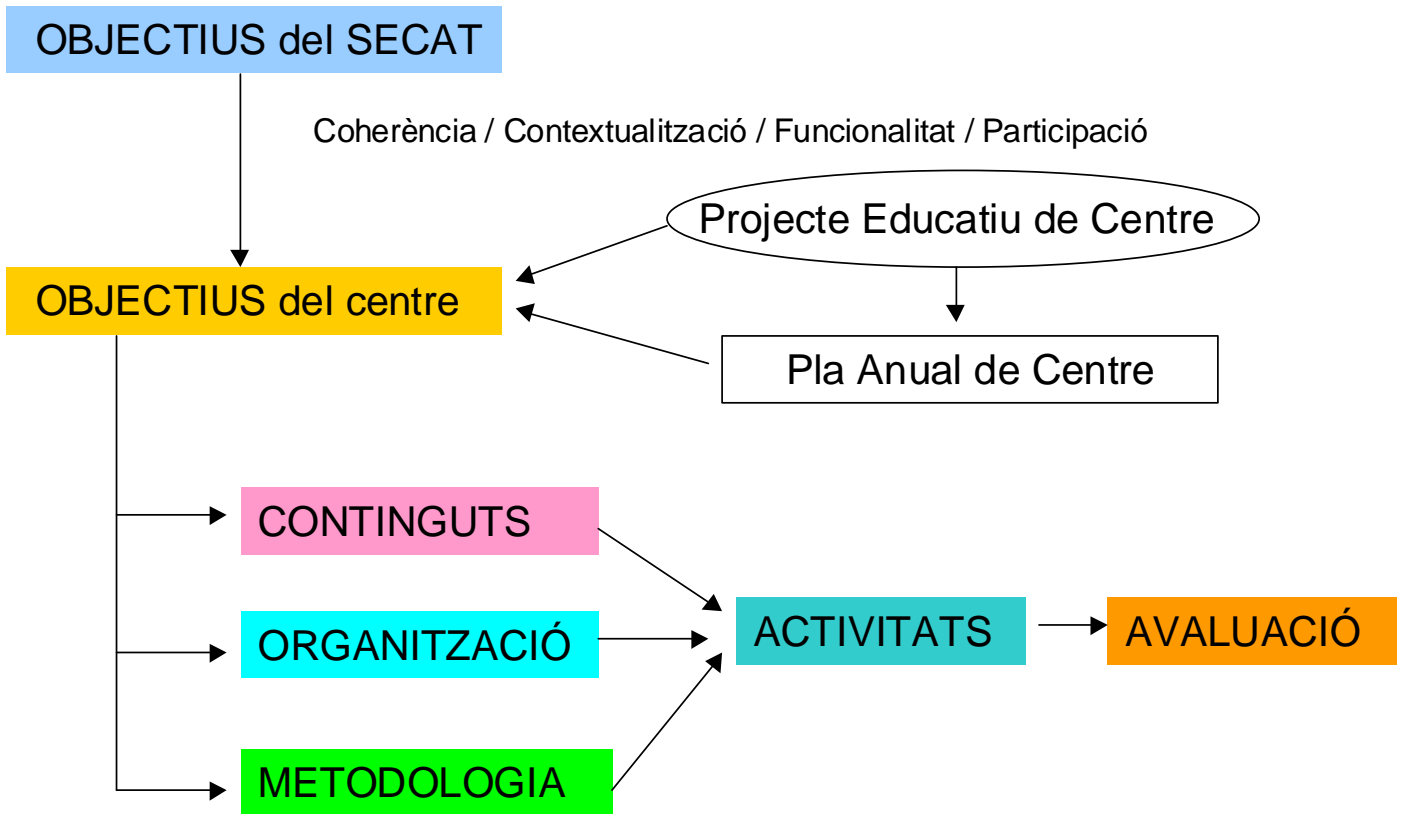 OBJECTIUS del SECAT
Coherència / Contextualització / Funcionalitat / Participació
Projecte Educatiu de Centre
OBJECTIUS del centre
Pla Anual de Centre
CONTINGUTS
ORGANITZACIÓ
ACTIVITATS
AVALUACIÓ
METODOLOGIA